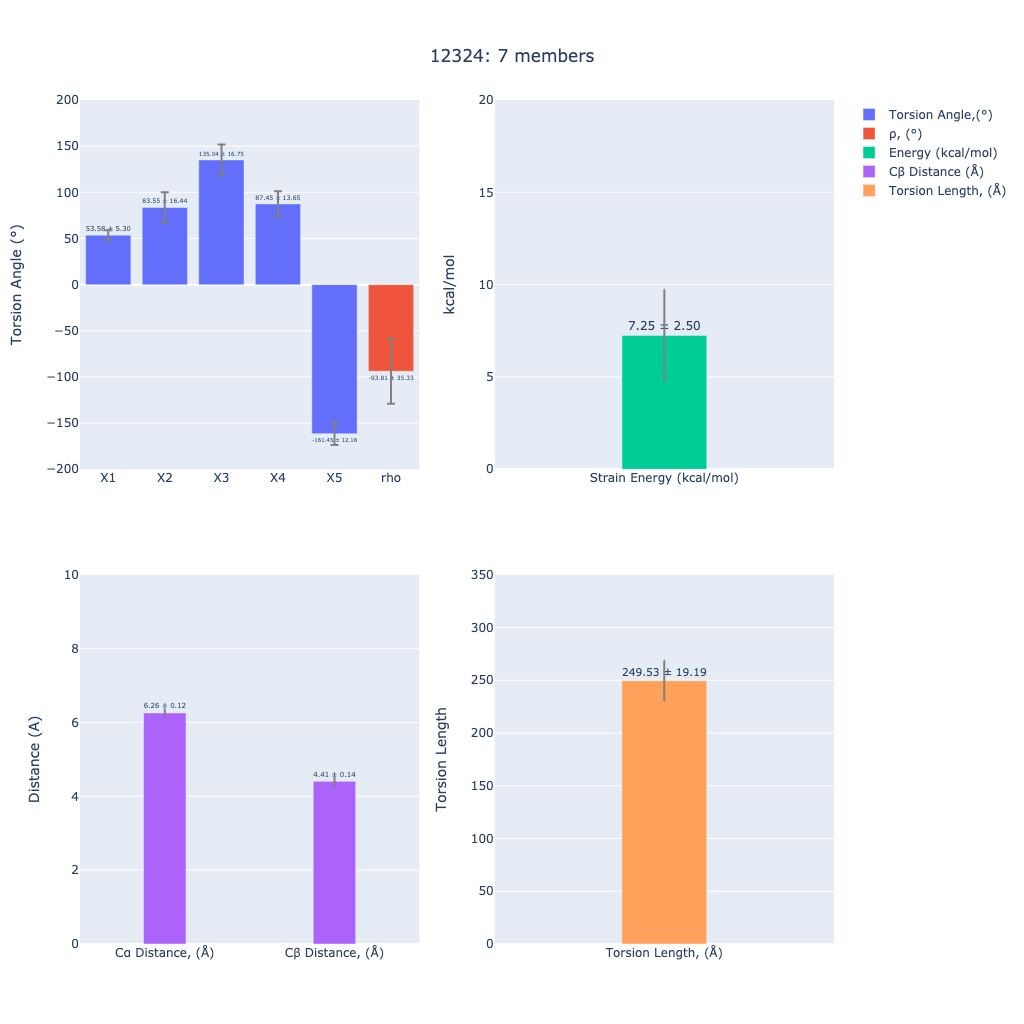 12324: 7 members
200
150
100
50
0
−50
−100
−150
−200
Torsion Angle (°)
53.58 ± 5.30
83.55 ± 16.44
135.04 ± 16.75
87.45 ± 13.65
-161.45 ± 12.18
-93.81 ± 35.33
X1
X2
X3
X4
X5
rho
20
15
10
5
0
kcal/mol
7.25 ± 2.50
Strain Energy (kcal/mol)
Torsion Angle,(°)
ρ, (°)
Energy (kcal/mol)
Cβ Distance (Å)
Torsion Length, (Å)
10
8
6
4
2
0
Distance (A)
6.26 ± 0.12
4.41 ± 0.14
Cα Distance, (Å)
Cβ Distance, (Å)
350
300
250
200
150
100
50
0
Torsion Length
249.53 ± 19.19
Torsion Length, (Å)